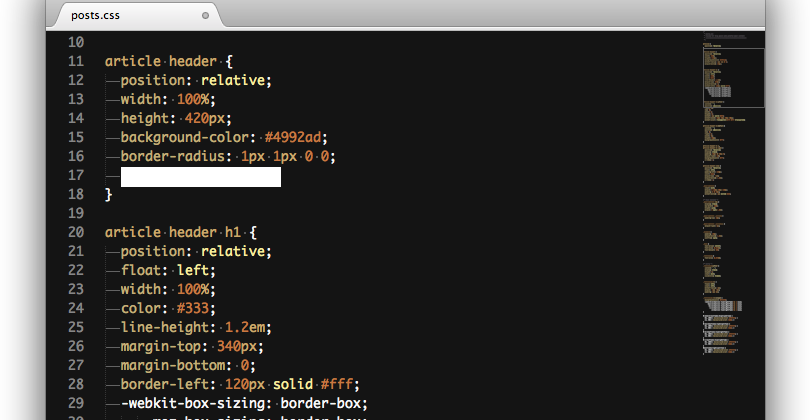 posts.css
10
11 article header {
12 position: relative;
13 width: 100%;
14 height: 420px;
15 background-color: #4992ad;
16 border-radius: 1px 1px 0 0;
17
18 }
19
20 article header h1 {
21 position: relative;
22 float: left;
23 width: 100%;
24 color: #333;
25 line-height: 1.2em;
26 margin-top: 340px;
27 margin-bottom: 0;
28 border-left: 120px solid #fff;
29 -webkit-box-sizing: border-box;